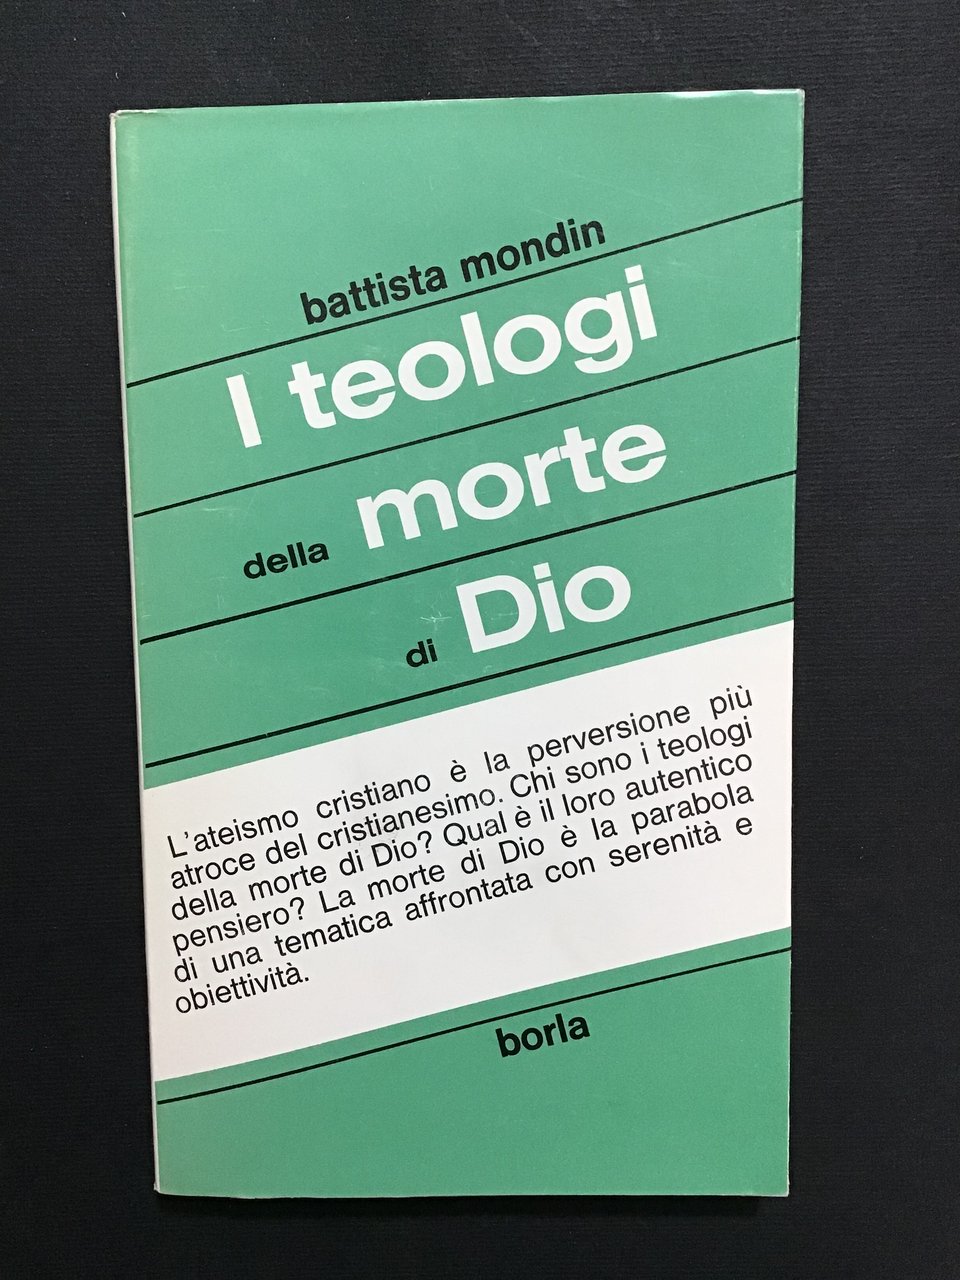 battista mondin
I teologi
della morte
di Dio
L'ateismo cristiano è la perversione più
atroce del cristianesimo. Chi sono i teologi
della morte di Dio? Qual è il loro autentico
pensiero? La morte di Dio è la parabola
di una tematica affrontata con serenità e
obiettività.
borla